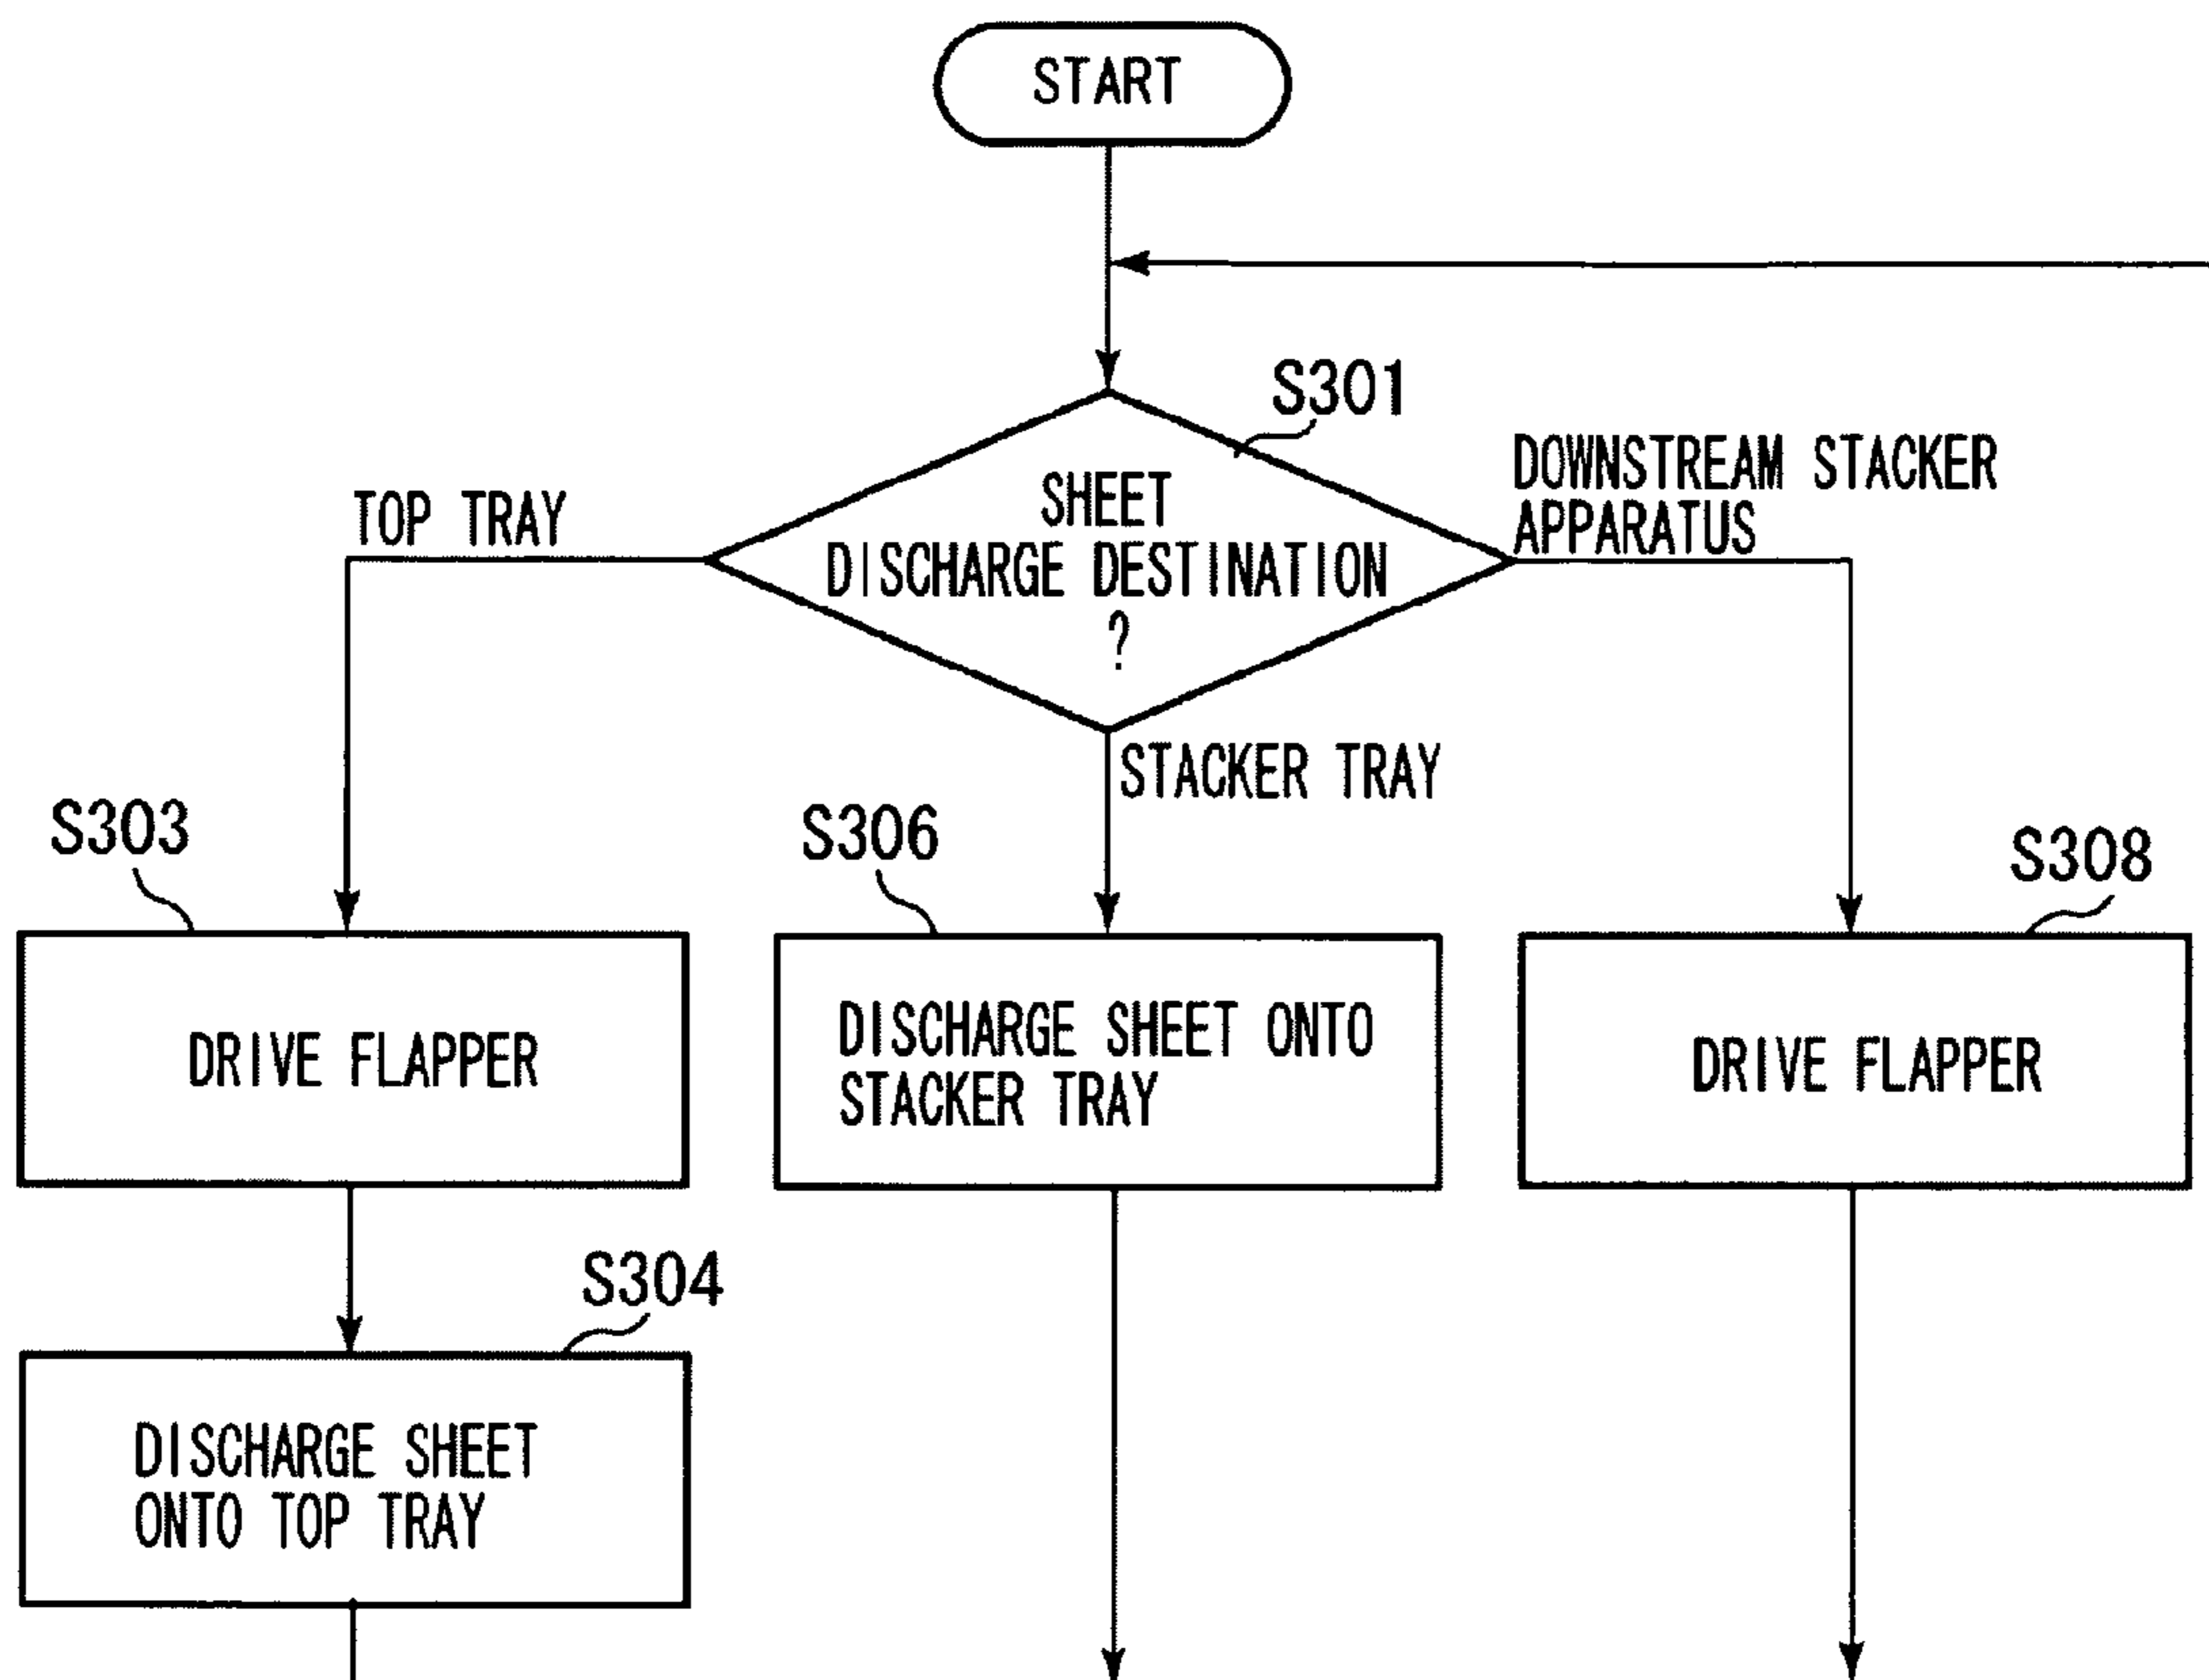 START
S301
SHEET
DISCHARGE DESTINATION
?
TOP TRAY
DOWNSTREAM STACKER
APPARATUS
STACKER TRAY
S303
DRIVE FLAPPER
S306
DISCHARGE SHEET ONTO
STACKER TRAY
S308
DRIVE FLAPPER
S304
DISCHARGE SHEET
ONTO TOP TRAY